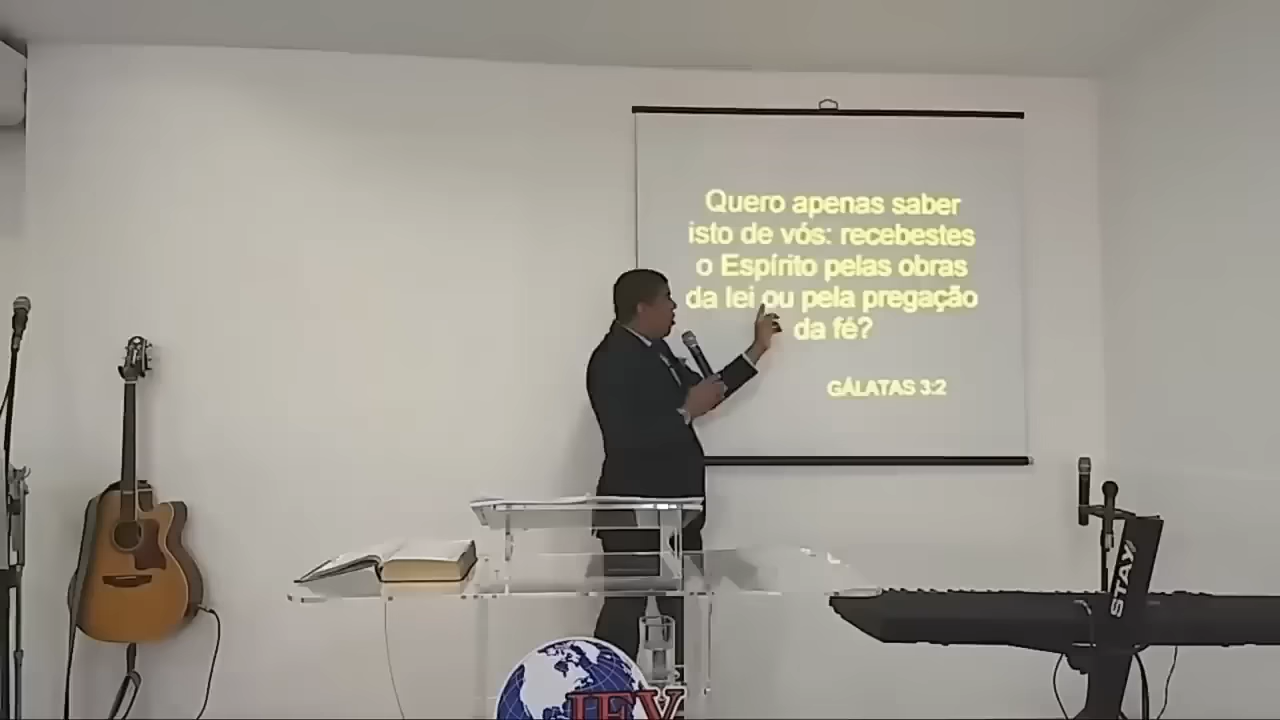 Quero apenas saber
isto de vós: recebestes
o Espírito pelas obras
da lei ou pela pregação
da fé?
GÁLATAS 3:2
STAY
IEV